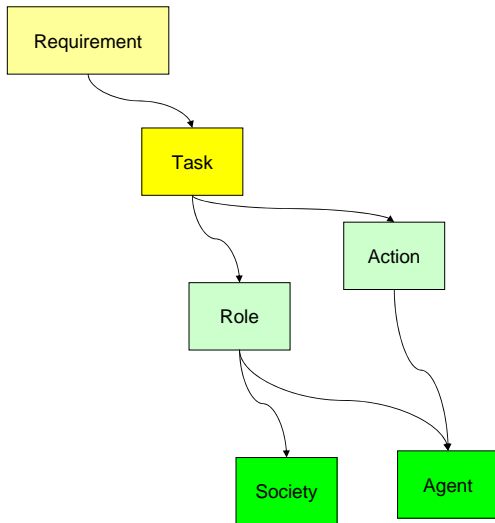 Requirement
Task
Action
Role
Society
Agent